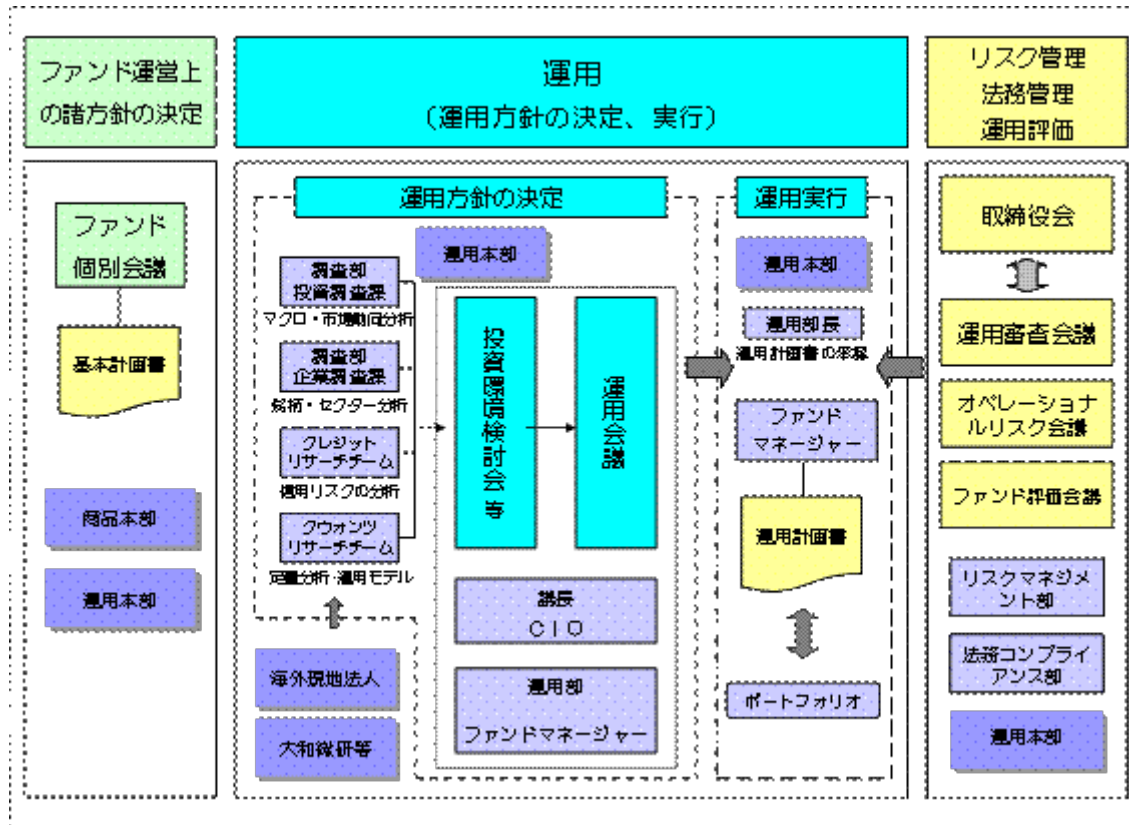 ファンド運営上
の諸方針の決定
運用
（運用方針の決定、実行）
リスク管理
法務管理
運用評価
ファンド
個別会議
基本計画書
商品本部
運用本部
運用方針の決定
運用本部
調査部
投資調査課
マクロ・市場動向分析
調査部
企業調査課
銘柄・セクター分析
クレジット
リサーチチーム
信用リスクの分析
クウォンツ
リサーチチーム
定量分析・運用モデル
海外現地法人
大和総研等
投資環境検討会 等
運用会議
議長
ＣＩＯ
運用部
ファンドマネージャー
運用実行
運用本部
運用部長
運用計画書の承認
ファンド
マネージャー
運用計画書
ポートフォリオ
取締役会
運用審査会議
オペレーショナ
ルリスク会議
ファンド評価会議
リスクマネジメ
ント部
法務コンプライ
アンス部
運用本部